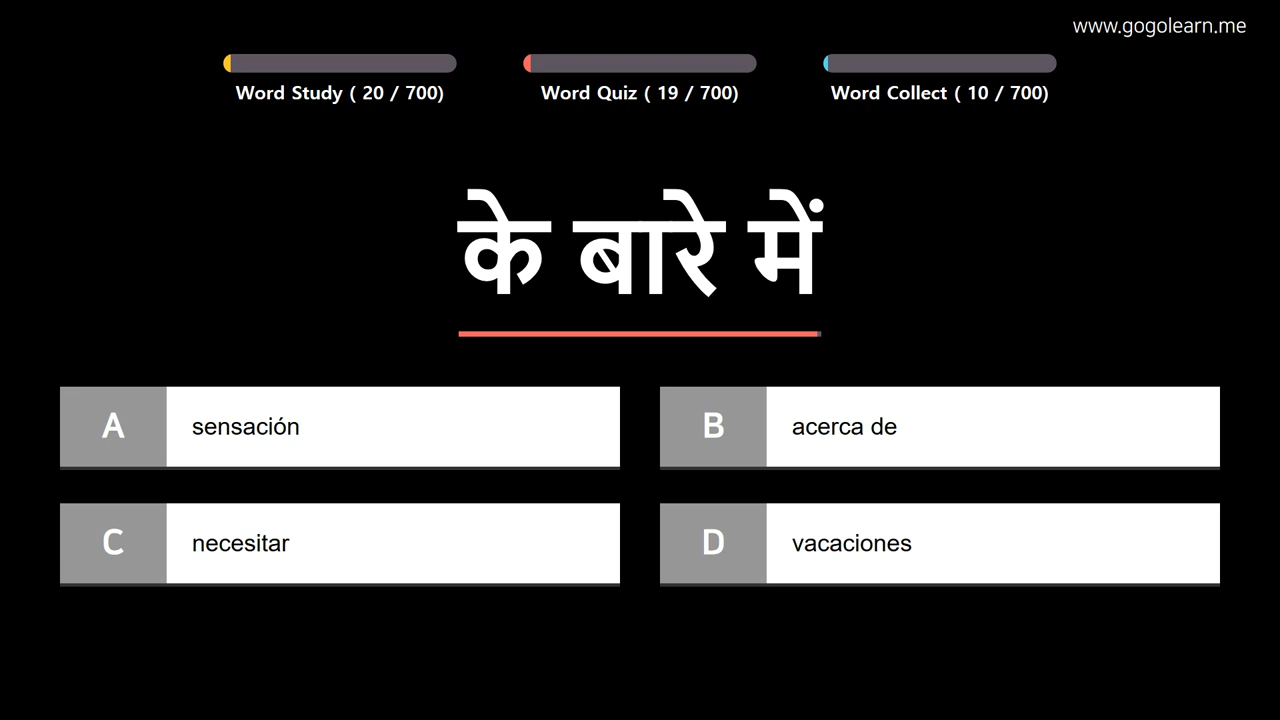 www.gogolearn.me
Word Study ( 20 / 700)
Word Quiz ( 19 / 700)
Word Collect ( 10 / 700)
के बारे में
A sensación
B acerca de
C necesitar
D vacaciones